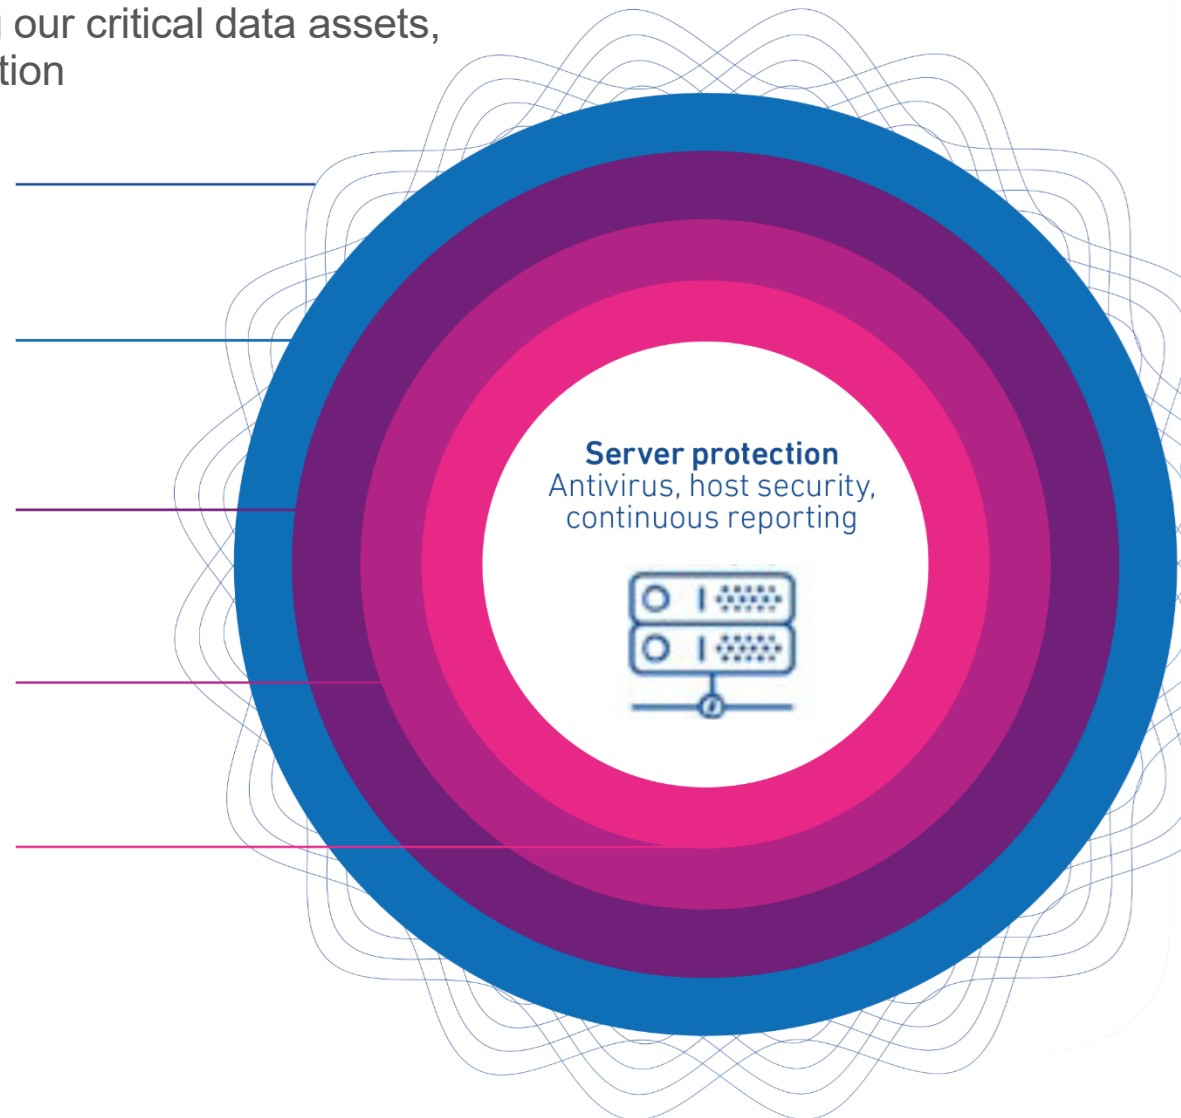 g our critical data assets,
tion
Server protection
Antivirus, host security,
continuous reporting